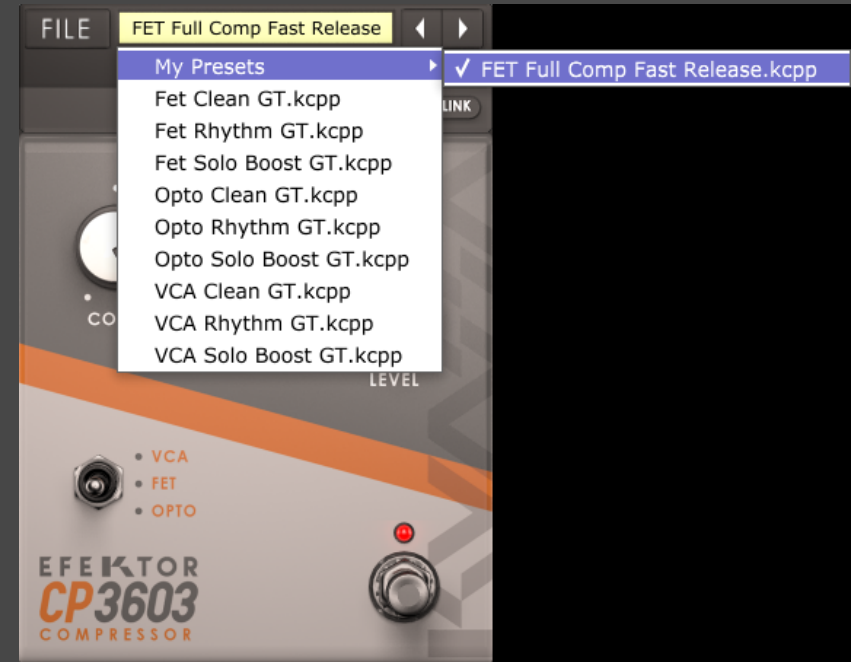 FILE
FET Full Comp Fast Release
My Presets
FET Full Comp Fast Release.kcpp
Fet Clean GT.kcpp
LINK
Fet Rhythm GT.kcpp
Fet Solo Boost GT.kcpp
Opto Clean GT.kcpp
Opto Rhythm GT.kcpp
Opto Solo Boost GT.kcpp
VCA Clean GT.kcpp
CO
VCA Rhythm GT.kcpp
VCA Solo Boost GT.kcpp
LEVEL
VCA
FET
OPTO
EFEKTOR
CP3603
COMPRESSOR